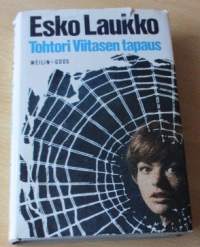 Esko Laukko
Tohtori Viitasen tapaus
WEILIN+GÖÖS